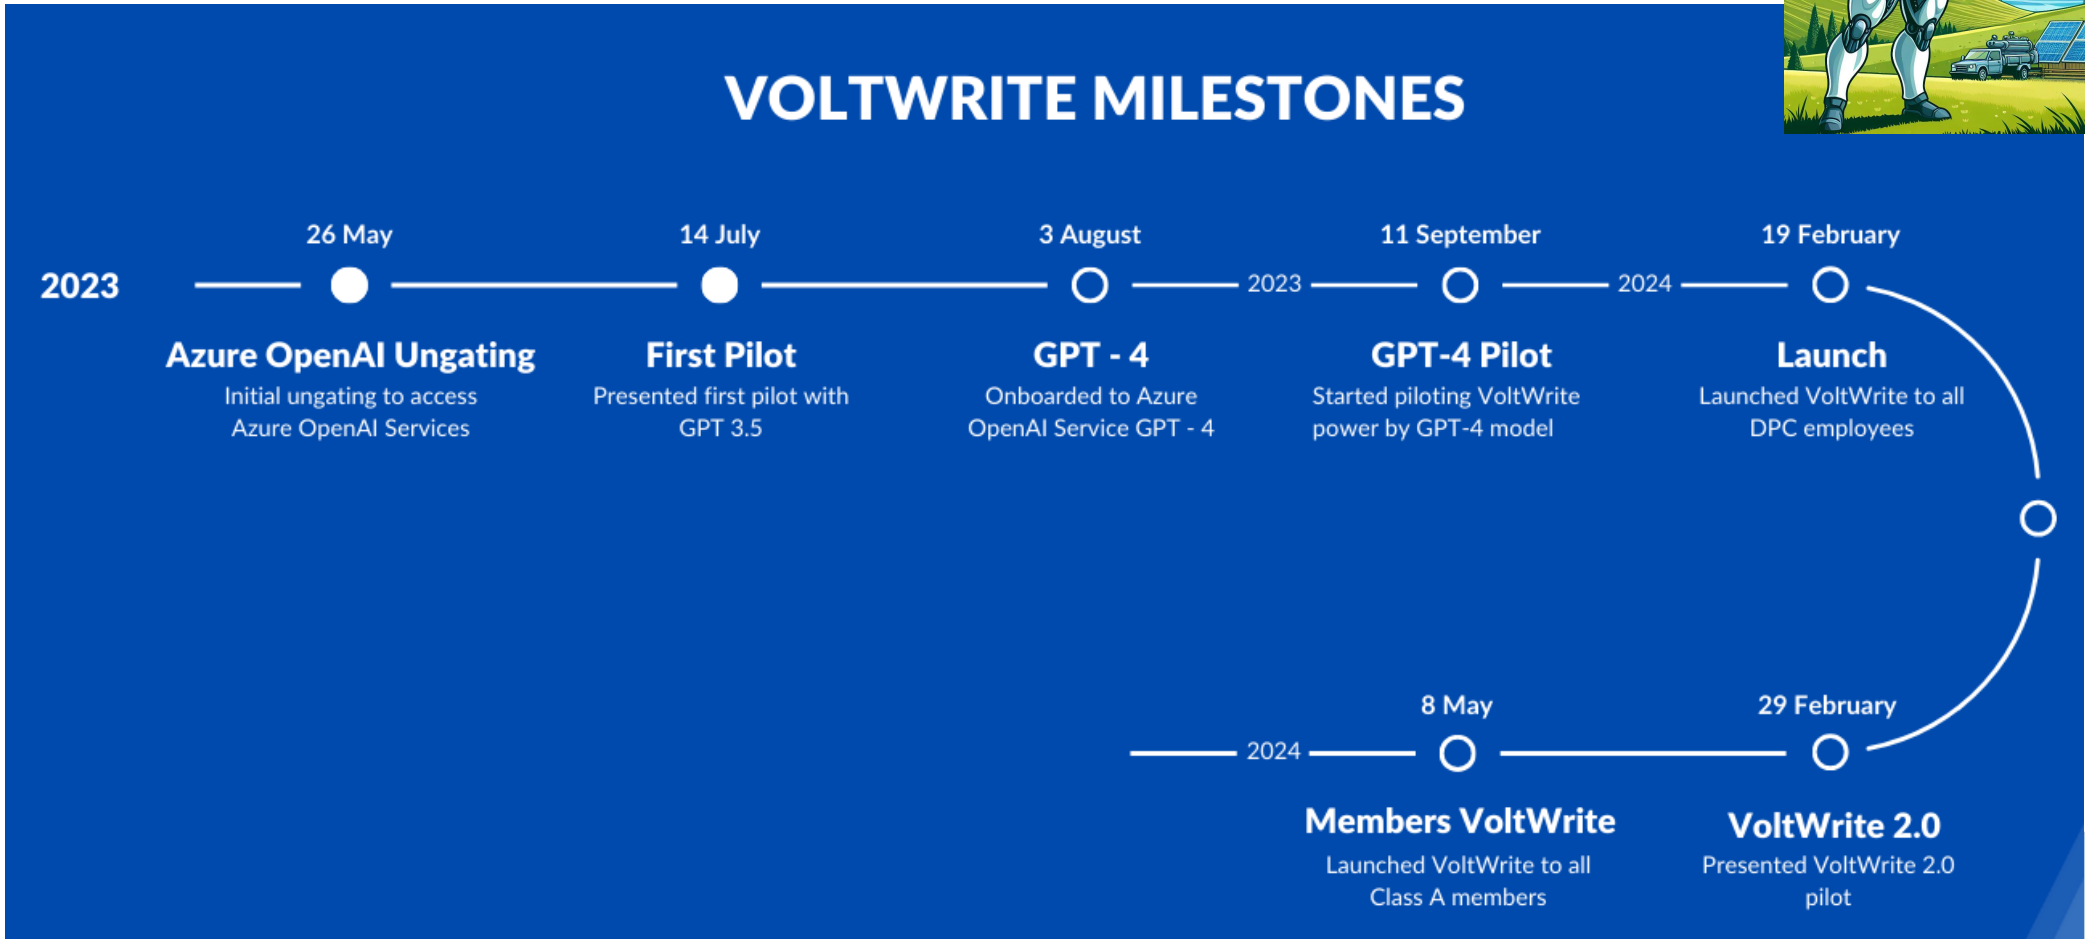 VOLTWRITE MILESTONES
2023
26 May
Azure OpenAI Ungating
Initial ungating to access
Azure OpenAI Services
14 July
First Pilot
Presented first pilot with
GPT 3.5
3 August
GPT - 4
Onboarded to Azure
OpenAI Service GPT - 4
2023
11 September
GPT-4 Pilot
Started piloting VoltWrite
power by GPT-4 model
2024
19 February
Launch
Launched VoltWrite to all
DPC employees
29 February
VoltWrite 2.0
Presented VoltWrite 2.0
pilot
8 May
Members VoltWrite
Launched VoltWrite to all
Class A members
2024